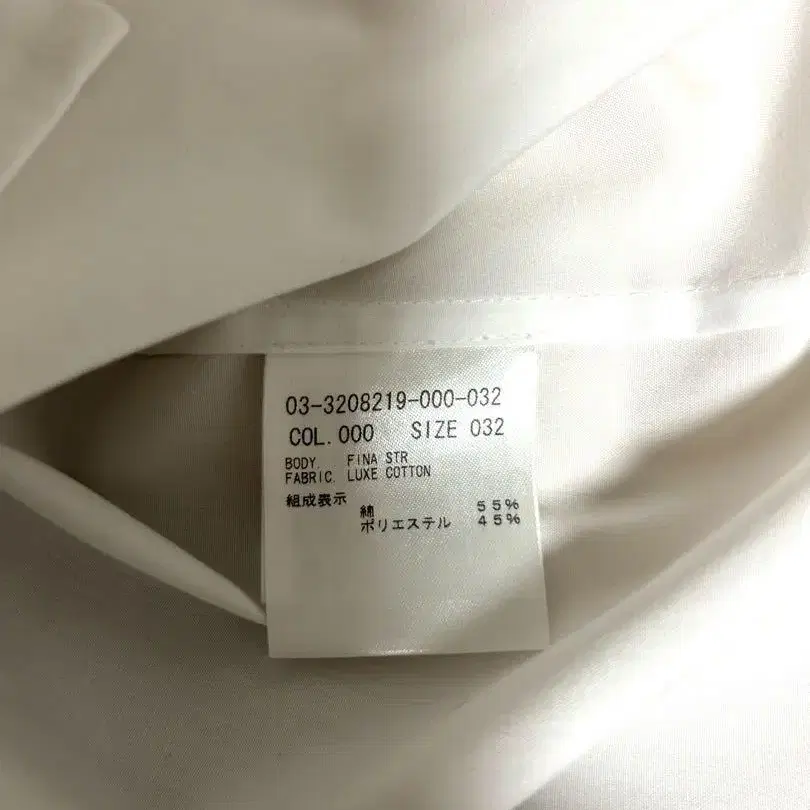 03-3208219-000-032
COL.000 SIZE 032
BODY. FINA STR
FABRIC. LUXE COTTON
組成表示
綿 55%
ポリエステル 45%